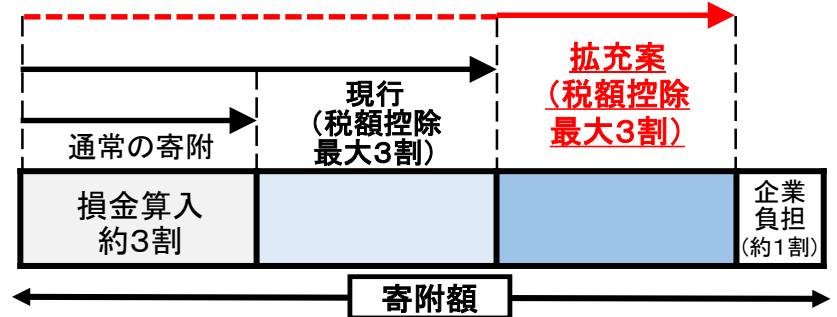 拡充案
(税額控除
最大3割)
現行
(税額控除
最大3割)
通常の寄附
損金算入
約3割
企業
負担
(約1割)
寄附額